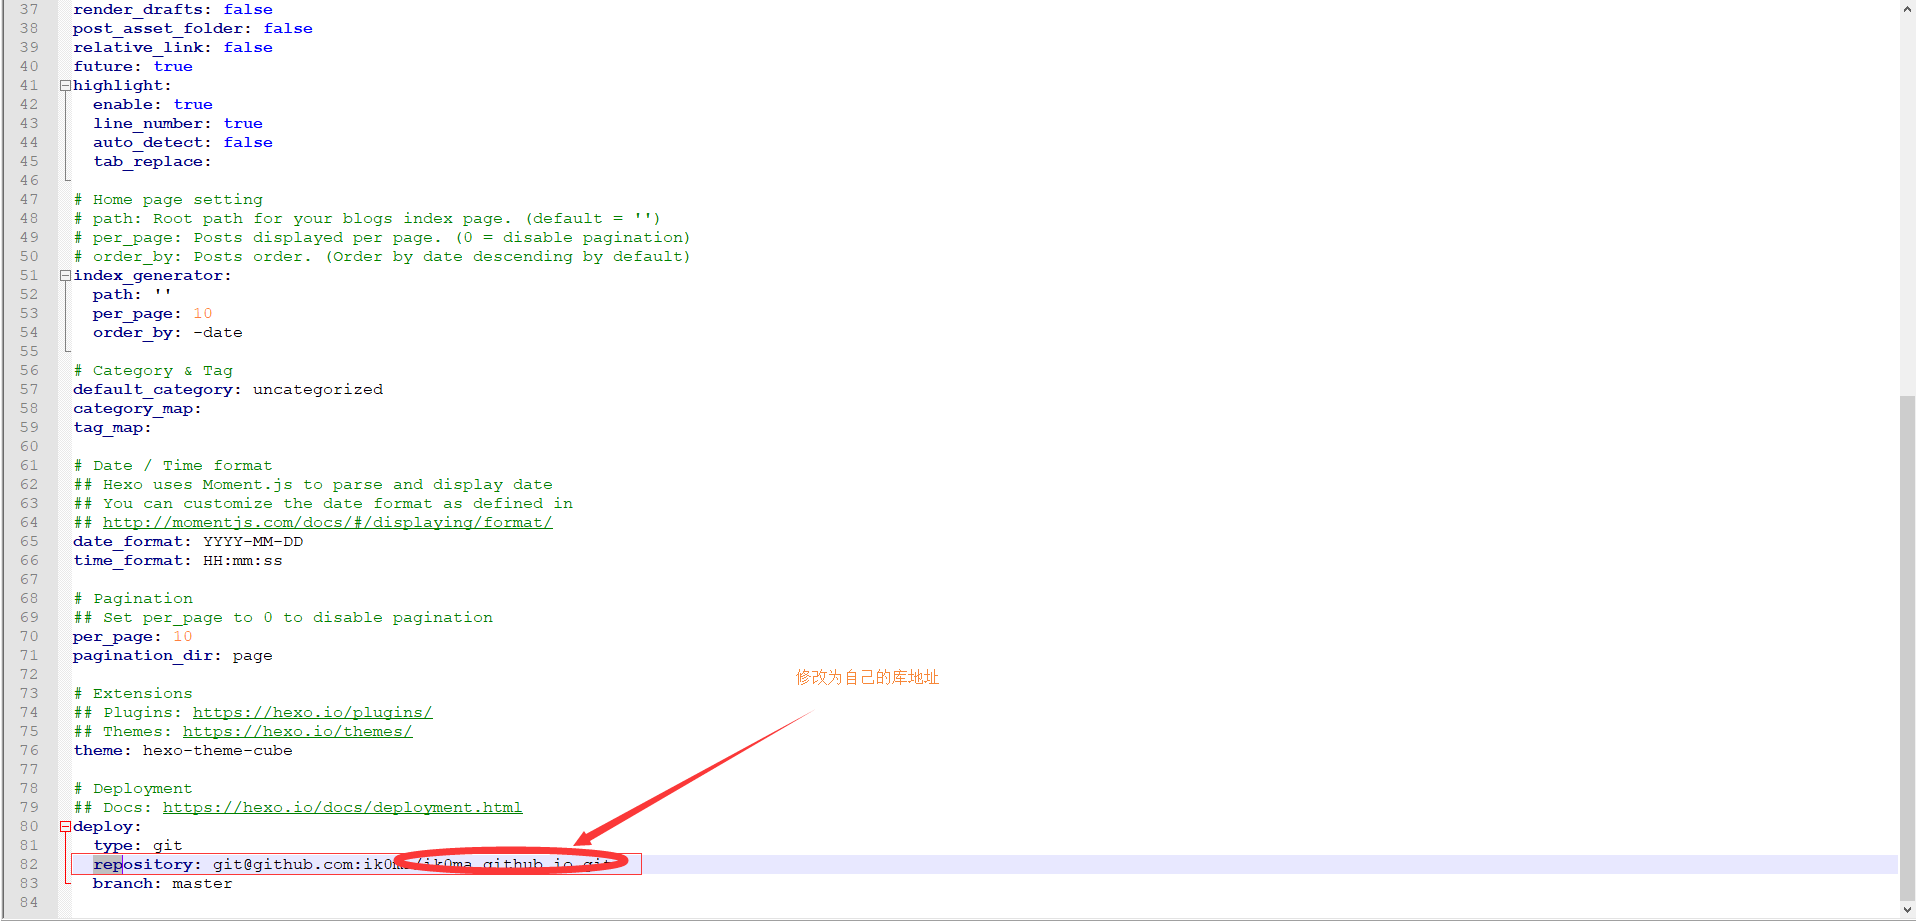 37 render_drafts: false
38 post_asset_folder: false
39 relative_link: false
40 future: true
41 highlight:
42 enable: true
43 line_number: true
44 auto_detect: false
45 tab_replace:
46
47 # Home page setting
48 # path: Root path for your blogs index page. (default = '')
49 # per_page: Posts displayed per page. (0 = disable pagination)
50 # order_by: Posts order. (Order by date descending by default)
51 index_generator:
52 path: ''
53 per_page: 10
54 order_by: -date
55
56 # Category & Tag
57 default_category: uncategorized
58 category_map:
59 tag_map:
60
61 # Date / Time format
62 ## Hexo uses Moment.js to parse and display date
63 ## You can customize the date format as defined in
64 ## http://momentjs.com/docs/#/displaying/format/
65 date_format: YYYY-MM-DD
66 time_format: HH:mm:ss
67
68 # Pagination
69 ## Set per_page to 0 to disable pagination
70 per_page: 10
71 pagination_dir: page
72
修改为自己的库地址
73 # Extensions
74 ## Plugins: https://hexo.io/plugins/
75 ## Themes: https://hexo.io/themes/
76 theme: hexo-theme-cube
77
78 # Deployment
79 ## Docs: https://hexo.io/docs/deployment.html
80 deploy:
81 type: git
82 repository: git@github.com:ik0ma/ik0ma.github.io.git
83 branch: master
84